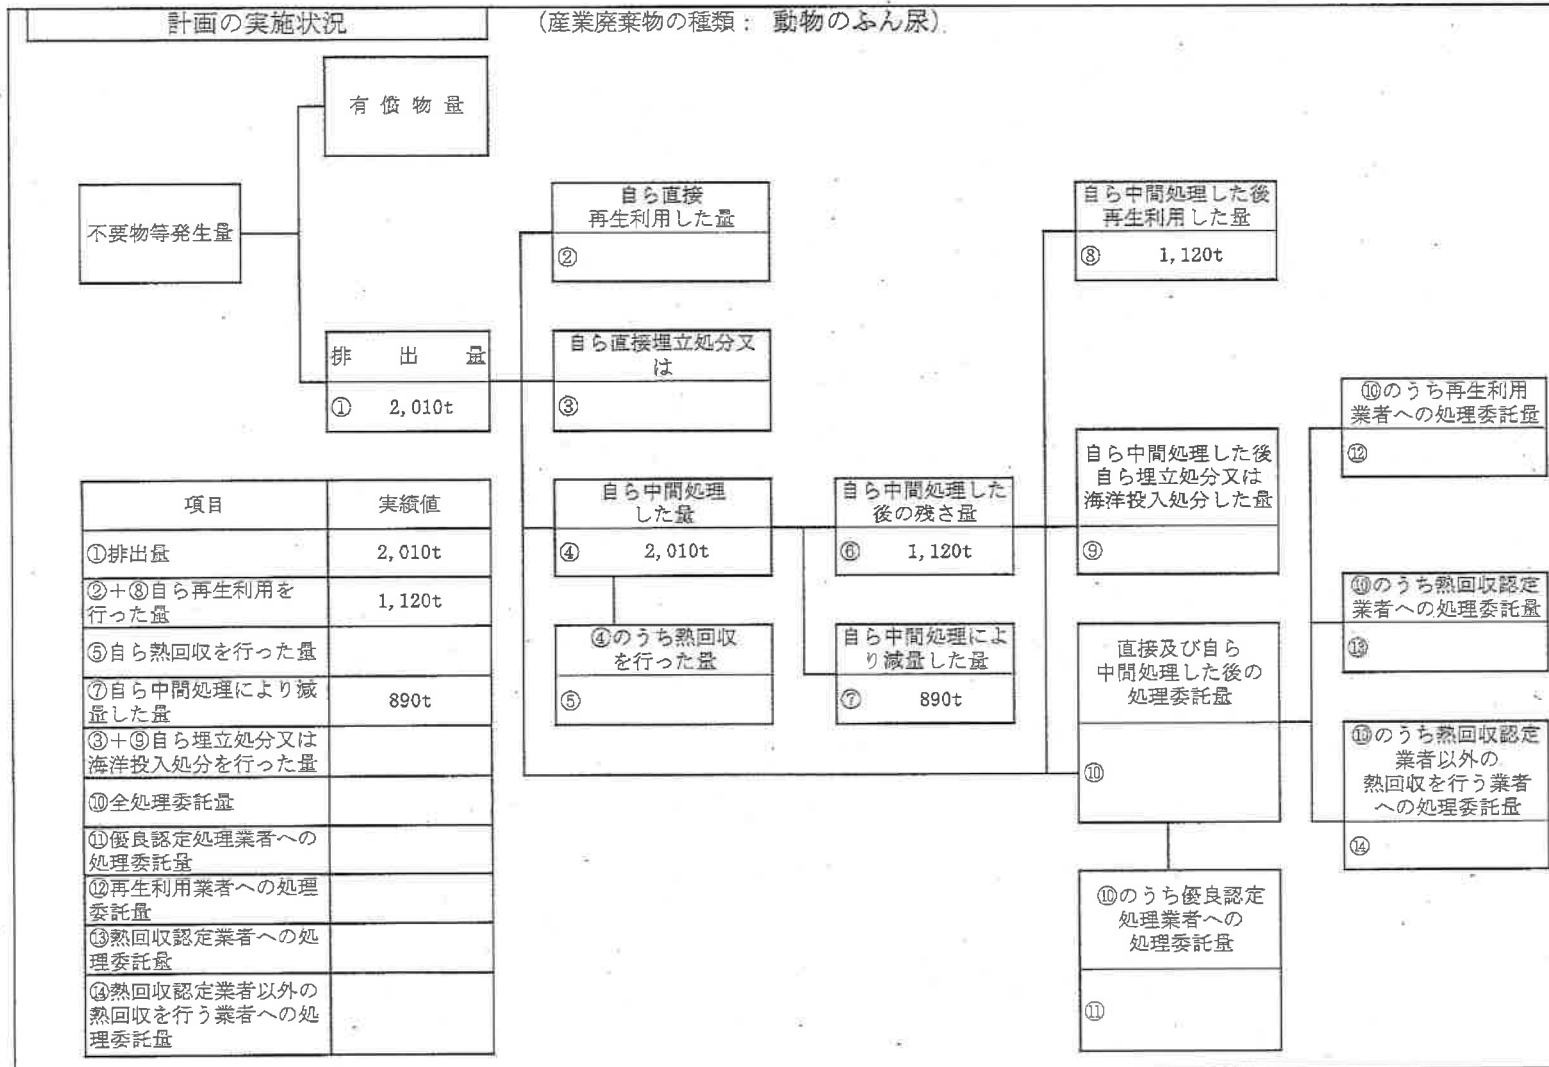 計画の実施状況
(産業廃棄物の種類： 動物のふん尿)
有償物量
不要物等発生量
排出量
① 2,010t
自ら直接
再生利用した量
②
自ら直接埋立処分又
は
③
自ら中間処理
した量
④ 2,010t
④のうち熱回収
を行った量
⑤
自ら中間処理した
後の残さ量
⑥ 1,120t
自ら中間処理によ
り減量した量
⑦ 890t
自ら中間処理した後
再生利用した量
⑧ 1,120t
自ら中間処理した後
自ら埋立処分又は
海洋投入処分した量
⑨
直接及び自ら
中間処理した後の
処理委託量
⑩
⑩のうち優良認定
処理業者への
処理委託量
⑪
⑩のうち再生利用
業者への処理委託量
⑫
⑩のうち熱回収認定
業者への処理委託量
⑬
⑩のうち熱回収認定
業者以外の
熱回収を行う業者
への処理委託量
⑭
項目 実績値
①排出量 2,010t
②+⑧自ら再生利用を
行った量 1,120t
⑤自ら熱回収を行った量
⑦自ら中間処理により減
量した量 890t
③+⑨自ら埋立処分又は
海洋投入処分を行った量
⑩全処理委託量
⑪優良認定処理業者への
処理委託量
⑫再生利用業者への処理
委託量
⑬熱回収認定業者への処
理委託量
⑭熱回収認定業者以外の
熱回収を行う業者への処
理委託量